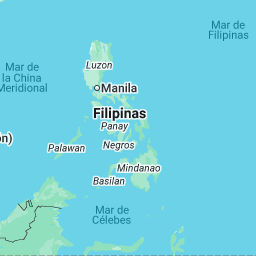 Mar de
Filipinas
Luzon
Mar de
la China
Meridional
Manila
Filipinas
Panay
Negros
Palawan
Mindanao
Basilan
Mar de
Célebes